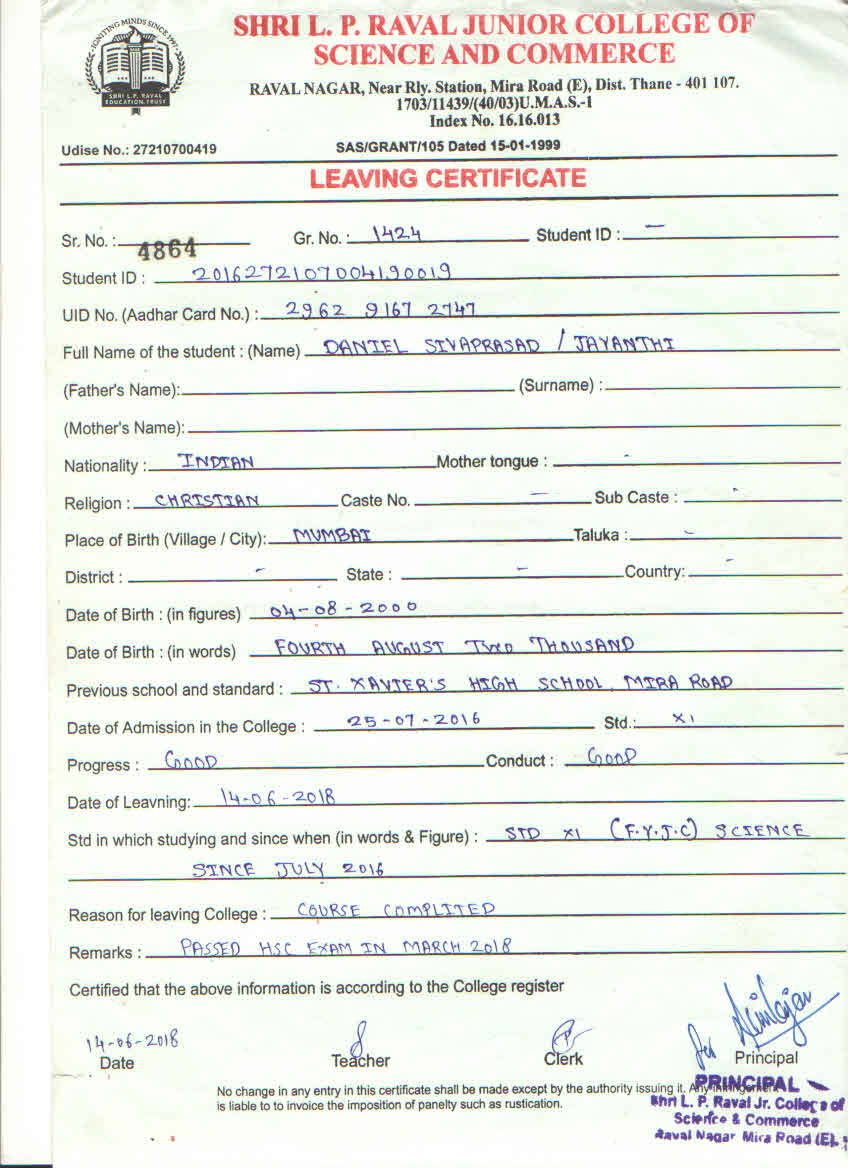 IGNITING MINDS SINCE 1997
SHRI L.P. RAVAL
EDUCATION TRUST
SHRI L. P. RAVAL JUNIOR COLLEGE OF
SCIENCE AND COMMERCE
RAVAL NAGAR, Near Rly. Station, Mira Road (E), Dist. Thane - 401 107.
1703/11439/(40/03)U.M.A.S.-1
Index No. 16.16.013
Udise No.: 27210700419 SAS/GRANT/105 Dated 15-01-1999
LEAVING CERTIFICATE
Sr. No. : 4864 Gr. No. : 1424 Student ID : —
Student ID : 2016272107004190019
UID No. (Aadhar Card No.) : 2962 9167 2747
Full Name of the student : (Name) DANIEL SIVAPRASAD / JAYANTHI
(Father's Name): (Surname) :
(Mother's Name):
Nationality : INDIAN Mother tongue : -
Religion : CHRISTIAN Caste No. — Sub Caste : -
Place of Birth (Village / City): MUMBAI Taluka : -
District : - State : - Country: -
Date of Birth : (in figures) 04-08-2000
Date of Birth : (in words) FOURTH AUGUST TWO THOUSAND
Previous school and standard : ST. XAVIER'S HIGH SCHOOL, MIRA ROAD
Date of Admission in the College : 25-07-2016 Std.: XI
Progress : GOOD Conduct : GOOD
Date of Leavning: 14-06-2018
Std in which studying and since when (in words & Figure) : STD XI (F.Y.J.C) SCIENCE
SINCE JULY 2016
Reason for leaving College : COURSE COMPLITED
Remarks : PASSED HSC EXAM IN MARCH 2018
Certified that the above information is according to the College register
14-06-2018
Date Teacher Clerk Principal
No change in any entry in this certificate shall be made except by the authority issuing it. Any
is liable to to invoice the imposition of panelty such as rustication.
PRINCIPAL
Shri L. P. Raval Jr. College of
Science & Commerce
Raval Nagar Mira Road (E),